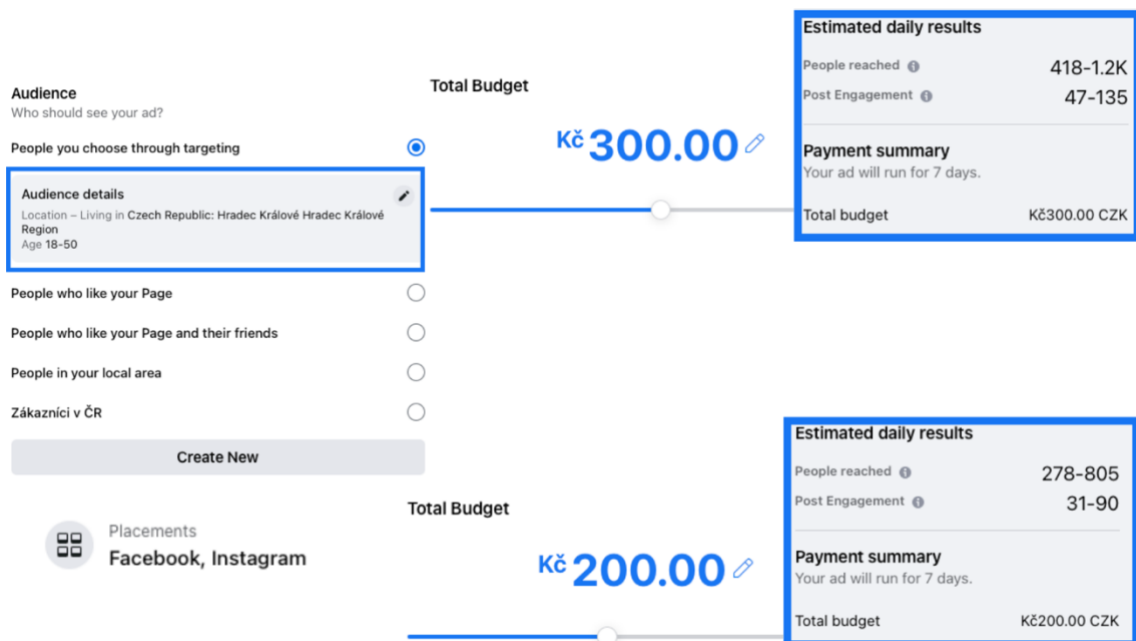 Audience
Who should see your ad?
People you choose through targeting
Audience details
Location – Living in Czech Republic: Hradec Králové Hradec Králové
Region
Age 18-50
People who like your Page
People who like your Page and their friends
People in your local area
Zákazníci v ČR
Create New
Placements
Facebook, Instagram
Total Budget
Kč300.00
Estimated daily results
People reached 418-1.2K
Post Engagement 47-135
Payment summary
Your ad will run for 7 days.
Total budget Kč300.00 CZK
Total Budget
Kč200.00
Estimated daily results
People reached 278-805
Post Engagement 31-90
Payment summary
Your ad will run for 7 days.
Total budget Kč200.00 CZK